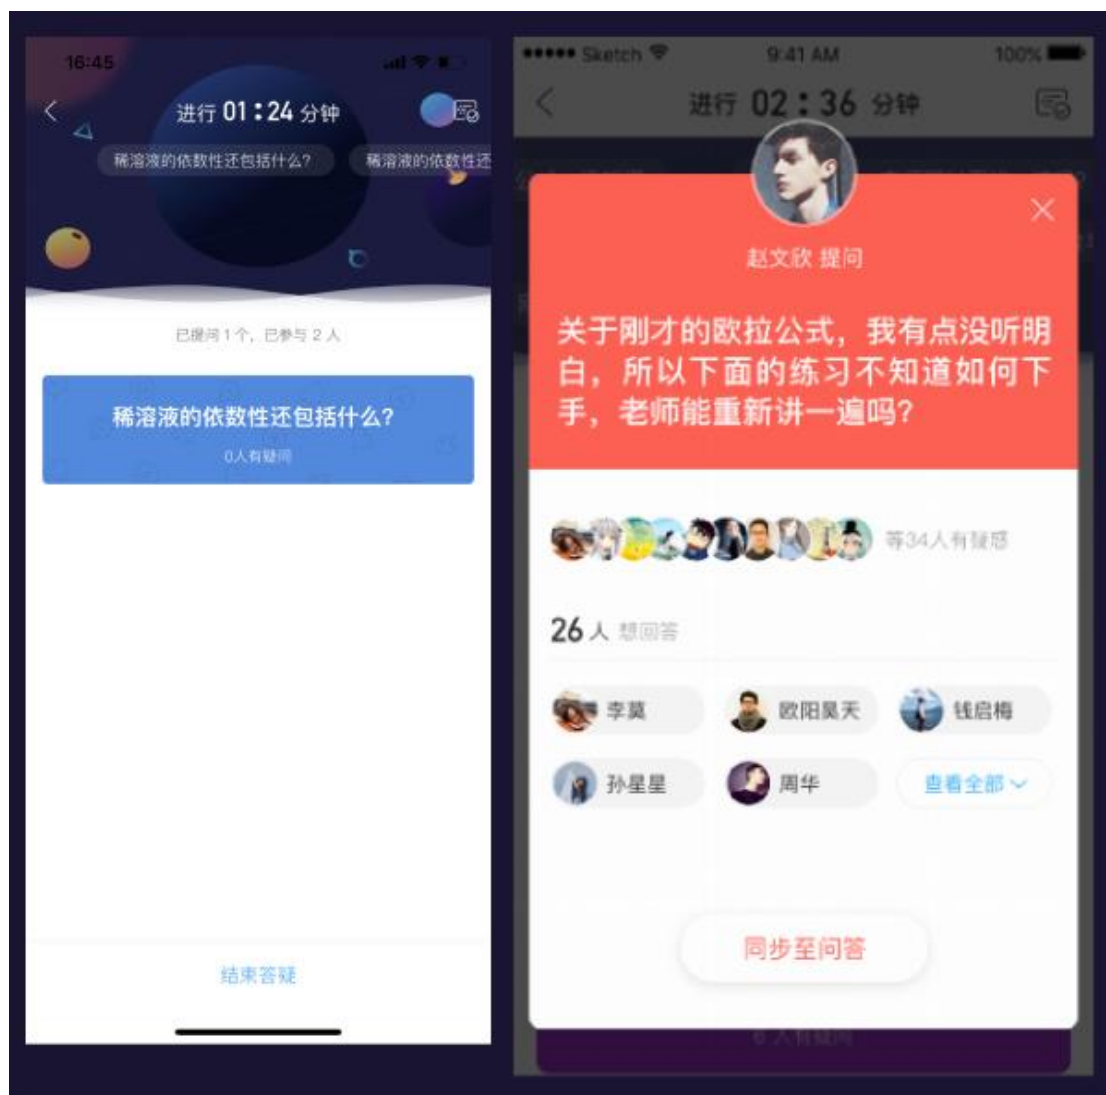 16:45
进行 01:24 分钟
稀溶液的依数性还包括什么?
稀溶液的依数性还
已提问1个, 已参与2人
稀溶液的依数性还包括什么?
0人有疑问
结束答疑
Sketch
9:41 AM
100%
进行 02:36 分钟
赵文欣 提问
关于刚才的欧拉公式, 我有点没听明
白, 所以下面的练习不知道如何下
手, 老师能重新讲一遍吗?
等34人有疑惑
26人 想回答
李莫
欧阳昊天
钱启梅
孙星星
周华
查看全部
同步至问答
人有疑问